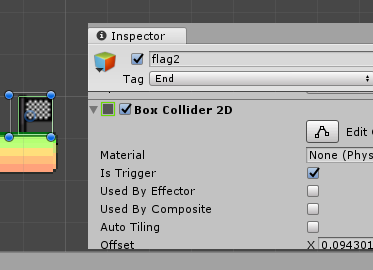 Inspector
flag2
Tag End
Box Collider 2D
Edit
Material None (Phys
Is Trigger
Used By Effector
Used By Composite
Auto Tiling
Offset X 0.094301